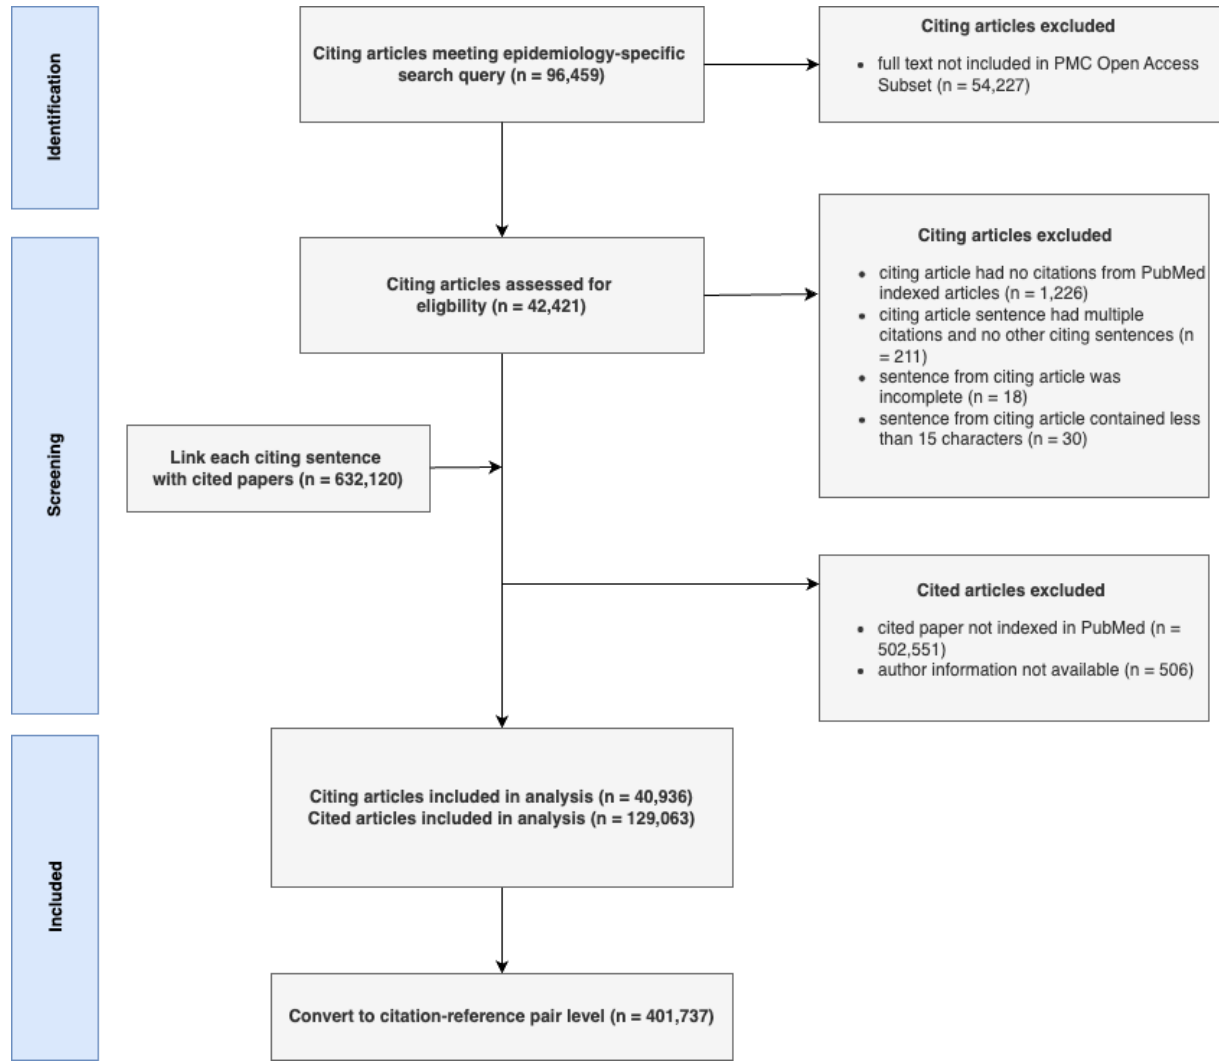 Identification
Citing articles meeting epidemiology-specific
search query (n = 96,459)
Citing articles excluded
• full text not included in PMC Open Access
Subset (n = 54,227)
Screening
Citing articles assessed for
eligbility (n = 42,421)
Citing articles excluded
• citing article had no citations from PubMed
indexed articles (n = 1,226)
• citing article sentence had multiple
citations and no other citing sentences (n
= 211)
• sentence from citing article was
incomplete (n = 18)
• sentence from citing article contained less
than 15 characters (n = 30)
Link each citing sentence
with cited papers (n = 632,120)
Cited articles excluded
• cited paper not indexed in PubMed (n =
502,551)
• author information not available (n = 506)
Included
Citing articles included in analysis (n = 40,936)
Cited articles included in analysis (n = 129,063)
Convert to citation-reference pair level (n = 401,737)